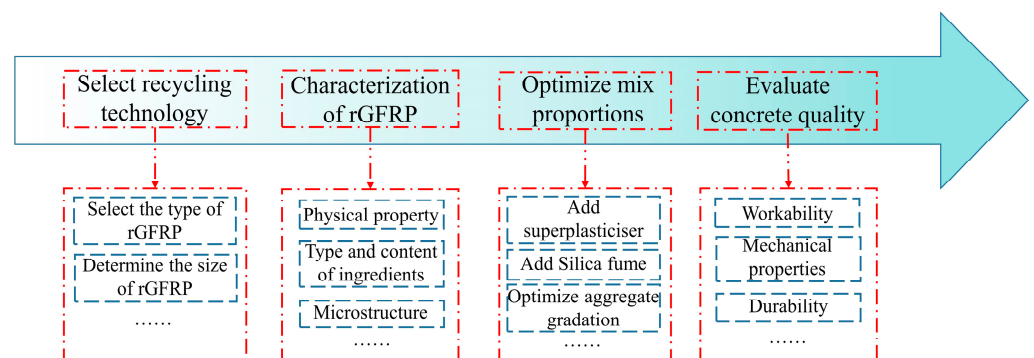 Select recycling
technology
Characterization
of rGFRP
Optimize mix
proportions
Evaluate
concrete quality
Select the type of
rGFRP
Determine the size
of rGFRP
……
Physical property
Type and content
of ingredients
Microstructure
……
Add
superplasticiser
Add Silica fume
Optimize aggregate
gradation
……
Workability
Mechanical
properties
Durability
……